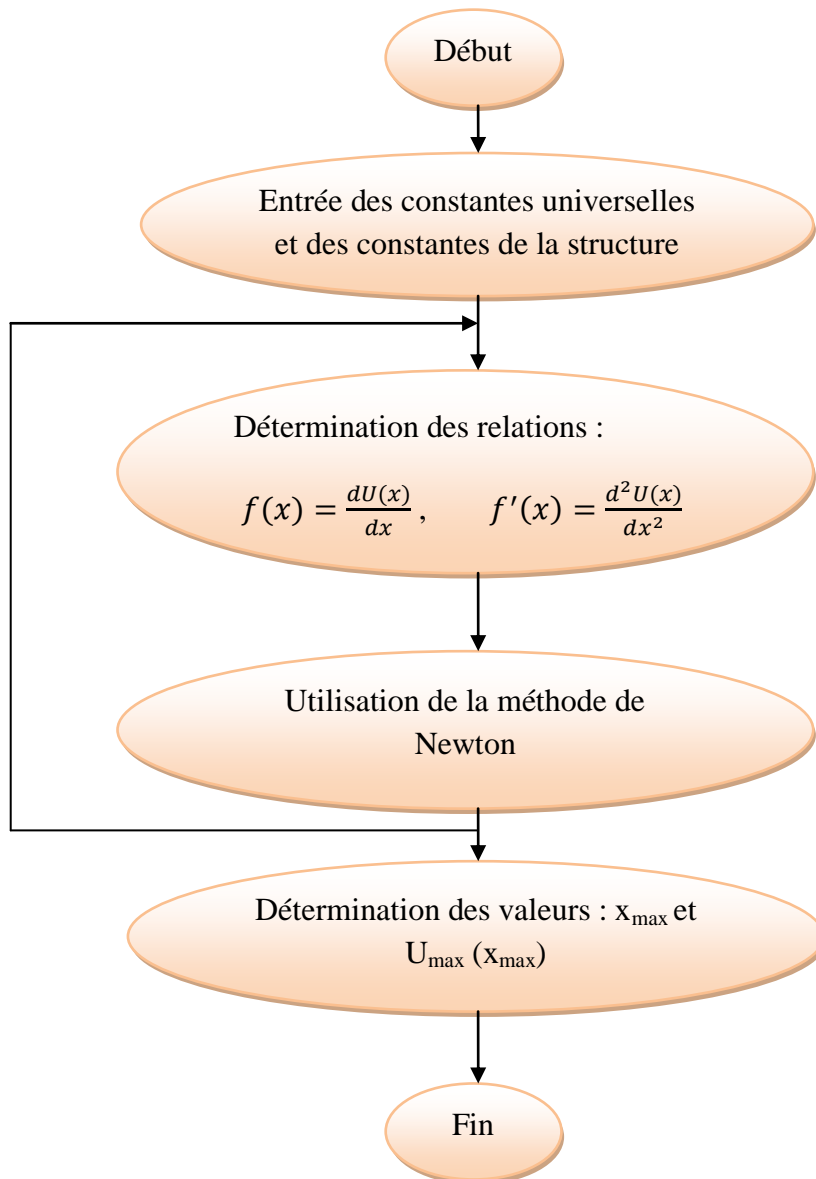 Début
Entrée des constantes universelles
et des constantes de la structure
Détermination des relations :
f(x) = dU(x)/dx , f'(x) = d²U(x)/dx²
Utilisation de la méthode de
Newton
Détermination des valeurs : xₘₐₓ et
Uₘₐₓ (xₘₐₓ)
Fin